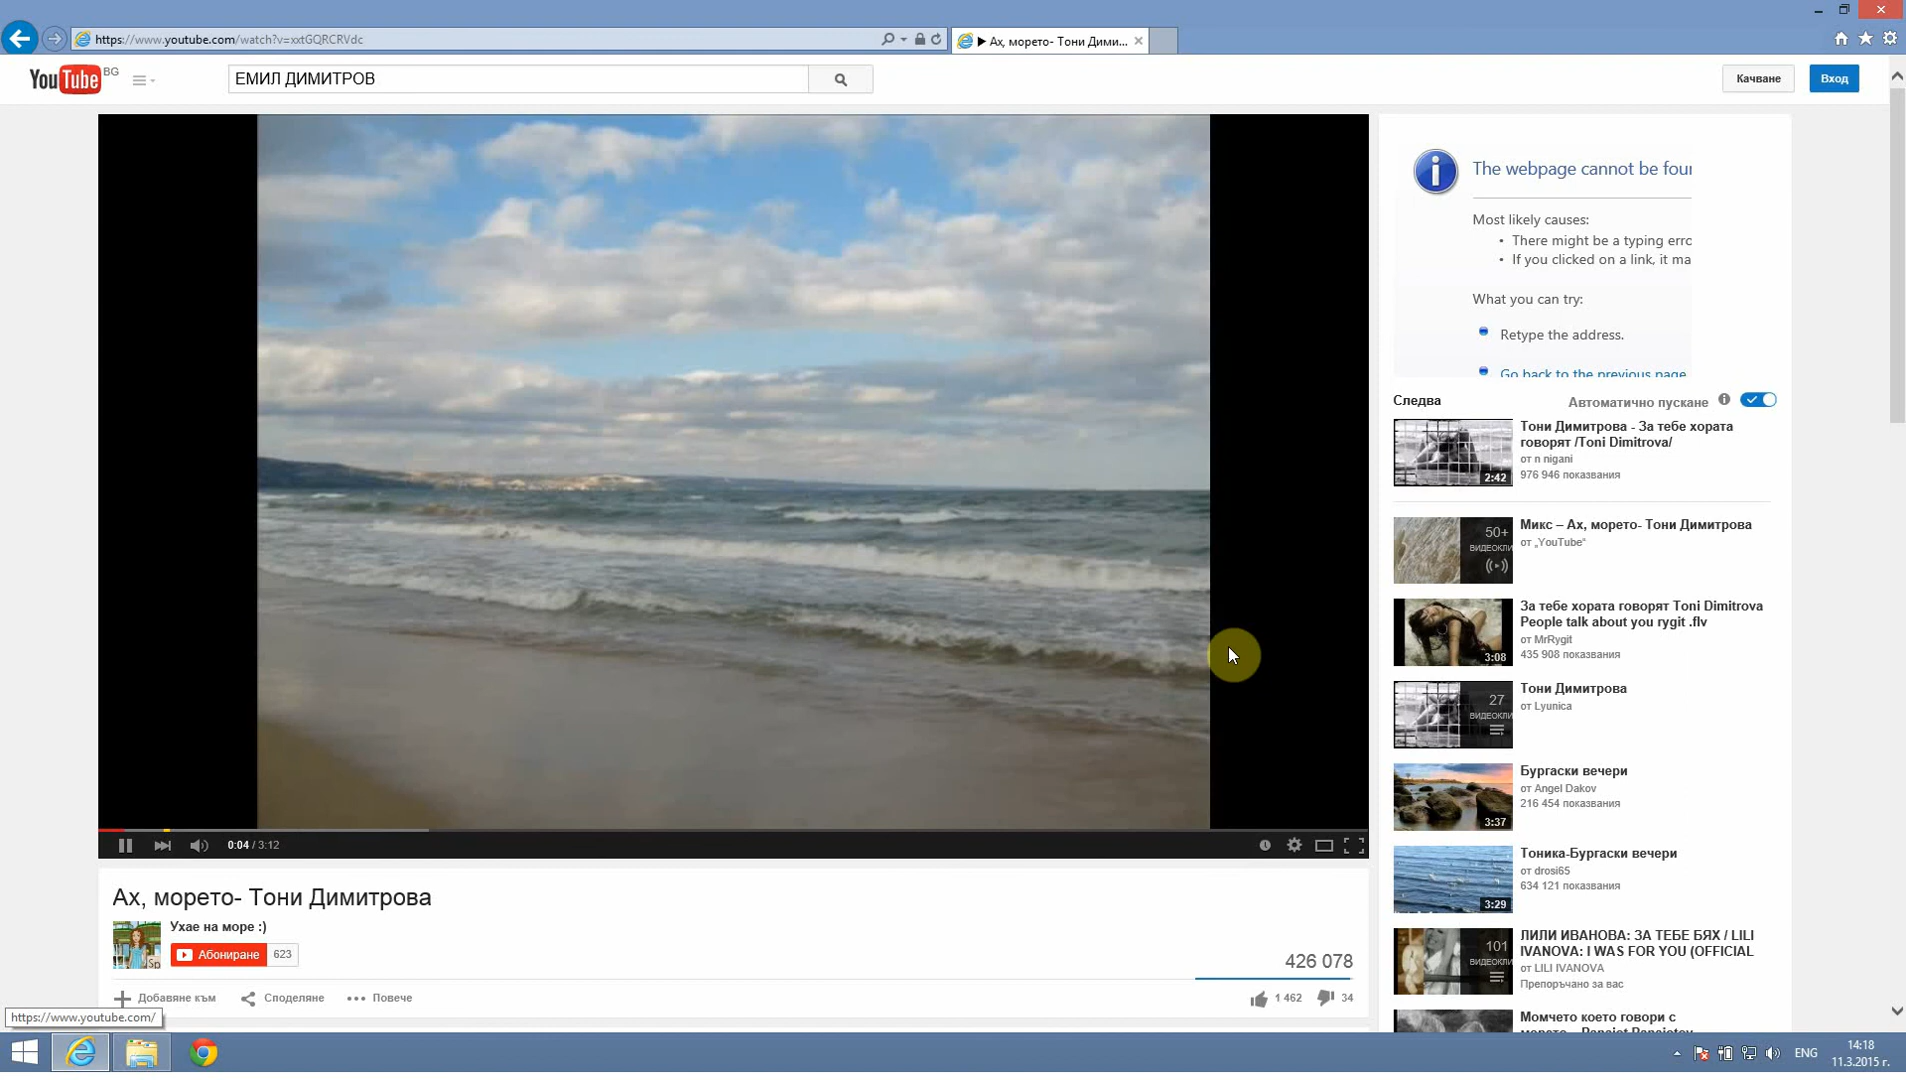 https://www.youtube.com/watch?v=xxtGQRCRVdc
Ах, морето- Тони Дими...
YouTube BG
ЕМИЛ ДИМИТРОВ
Качване
Вход
The webpage cannot be four
Most likely causes:
• There might be a typing errc
• If you clicked on a link, it ma
What you can try:
Retype the address.
Go back to the previous page
Следва
Автоматично пускане
Тони Димитрова - За тебе хората
говорят /Toni Dimitrova/
от n nigani
976 946 показвания
2:42
Микс – Ах, морето- Тони Димитрова
от „YouTube“
50+
ВИДЕОКЛИ
За тебе хората говорят Toni Dimitrova
People talk about you rygit .flv
от MrRygit
435 908 показвания
3:08
Тони Димитрова
от Lyunica
27
ВИДЕОКЛИ
Бургаски вечери
от Angel Dakov
216 454 показвания
3:37
Тоника-Бургаски вечери
от drosi65
634 121 показвания
3:29
ЛИЛИ ИВАНОВА: ЗА ТЕБЕ БЯХ / LILI
IVANOVA: I WAS FOR YOU (OFFICIAL
от LILI IVANOVA
Препоръчано за вас
101
ВИДЕОКЛИ
Момчето което говори с
0:04 / 3:12
Ах, морето- Тони Димитрова
Ухае на море :)
Абониране 623
426 078
Добавяне към
Споделяне
Повече
1 462
34
https://www.youtube.com/
ENG
14:18
11.3.2015 г.